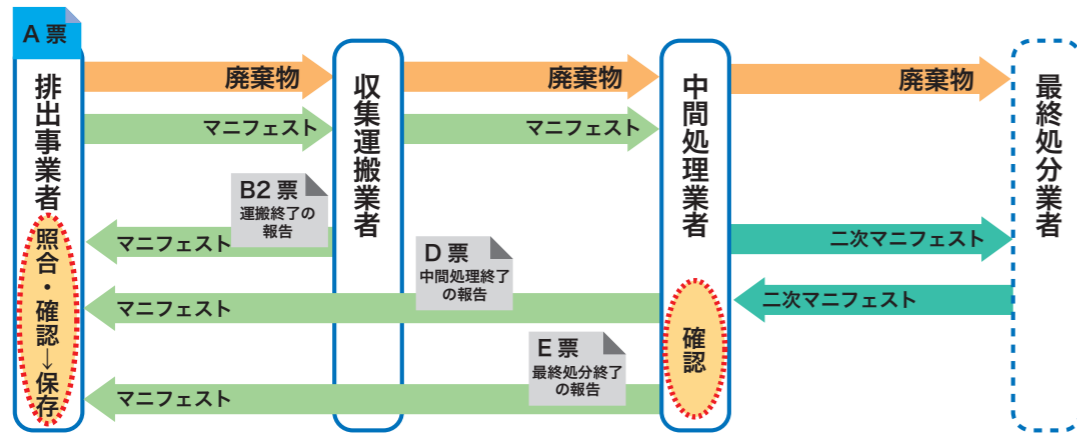 A 票
排出事業者
照合・確認→保存
廃棄物
マニフェスト
B2 票
運搬終了の
報告
マニフェスト
収集運搬業者
廃棄物
マニフェスト
D 票
中間処理終了
の報告
マニフェスト
E 票
最終処分終了
の報告
マニフェスト
中間処理業者
確認
廃棄物
二次マニフェスト
二次マニフェスト
最終処分業者